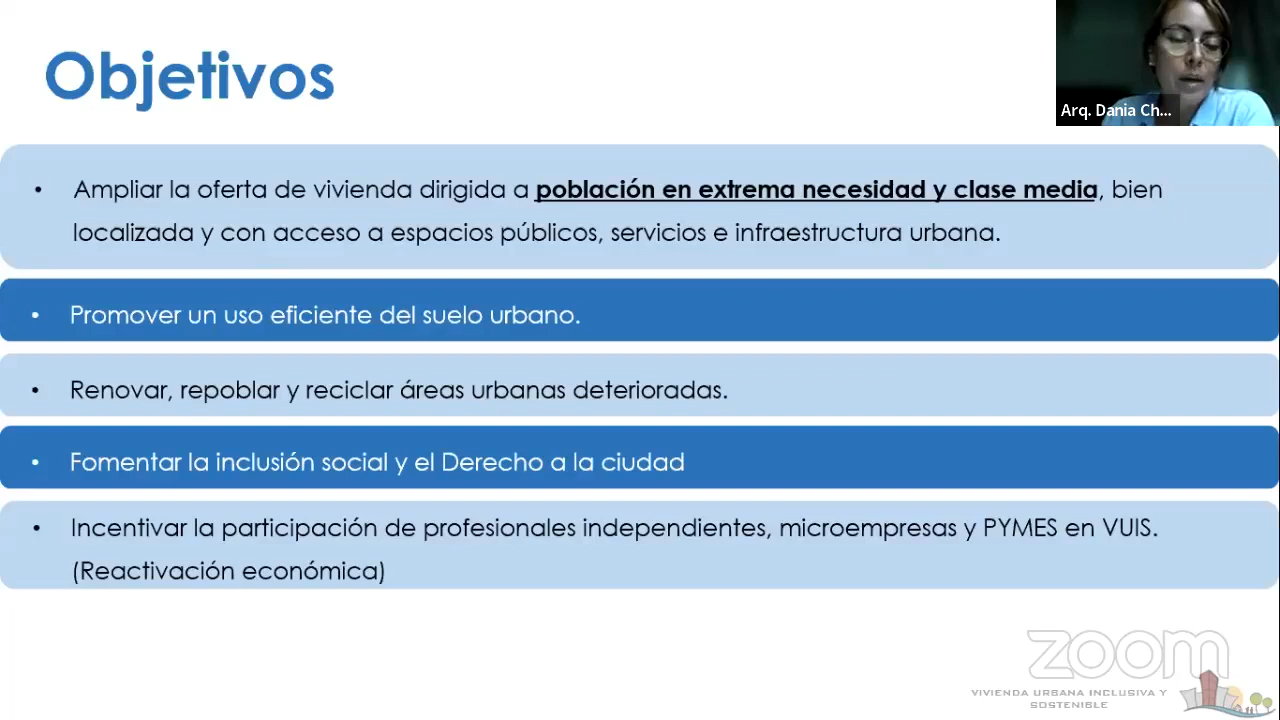 Objetivos
Arq. Dania Ch...
• Ampliar la oferta de vivienda dirigida a población en extrema necesidad y clase media, bien
localizada y con acceso a espacios públicos, servicios e infraestructura urbana.
• Promover un uso eficiente del suelo urbano.
• Renovar, repoblar y reciclar áreas urbanas deterioradas.
• Fomentar la inclusión social y el Derecho a la ciudad
• Incentivar la participación de profesionales independientes, microempresas y PYMES en VUIS.
(Reactivación económica)
zoom
VIVIENDA URBANA INCLUSIVA Y
SOSTENIBLE